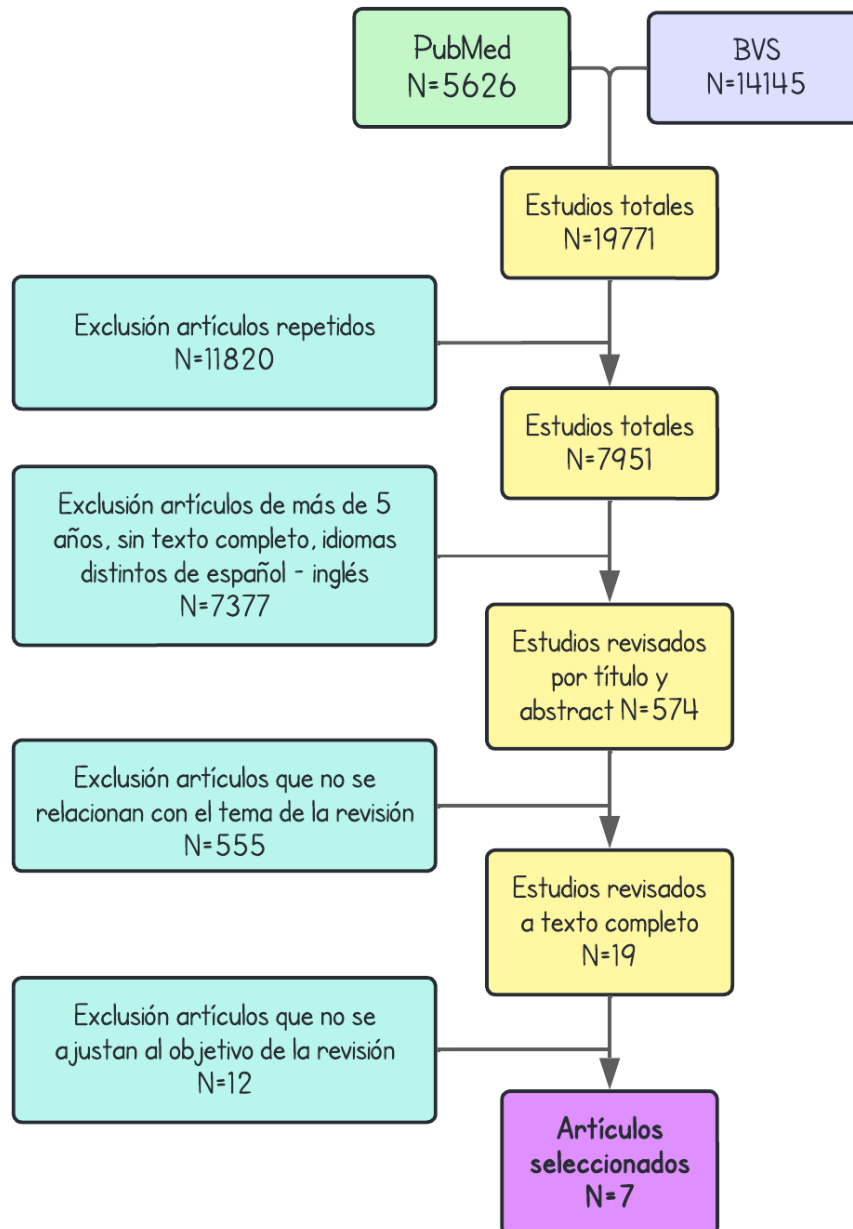 PubMed
N=5626
BVS
N=14145
Estudios totales
N=19771
Exclusión artículos repetidos
N=11820
Estudios totales
N=7951
Exclusión artículos de más de 5
años, sin texto completo, idiomas
distintos de español - inglés
N=7377
Estudios revisados
por título y
abstract N=574
Exclusión artículos que no se
relacionan con el tema de la revisión
N=555
Estudios revisados
a texto completo
N=19
Exclusión artículos que no se
ajustan al objetivo de la revisión
N=12
Artículos
seleccionados
N=7